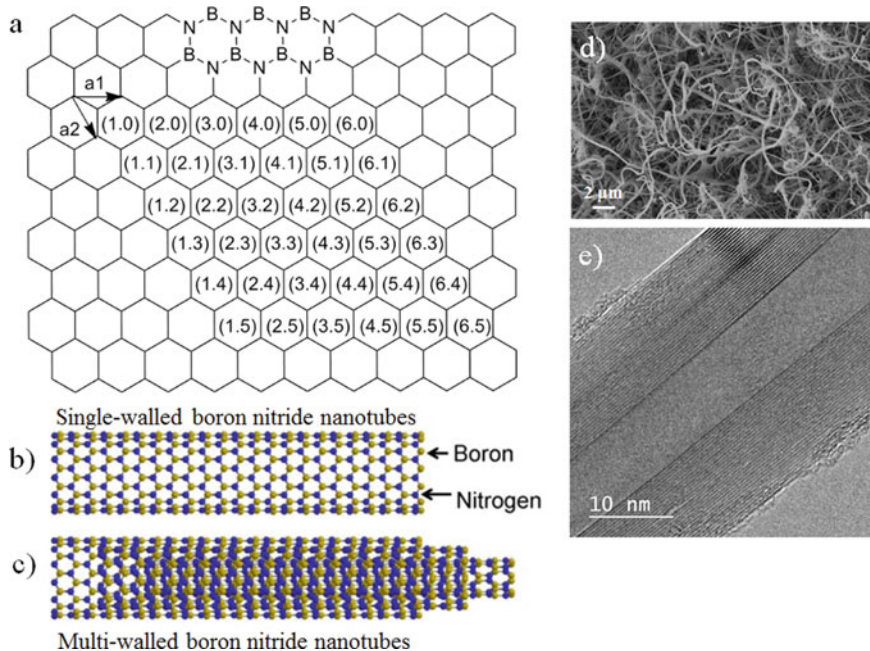 a
B B B
N N N N
B B B B
N N N
a1
a2
(1.0) (2.0) (3.0) (4.0) (5.0) (6.0)
(1.1) (2.1) (3.1) (4.1) (5.1) (6.1)
(1.2) (2.2) (3.2) (4.2) (5.2) (6.2)
(1.3) (2.3) (3.3) (4.3) (5.3) (6.3)
(1.4) (2.4) (3.4) (4.4) (5.4) (6.4)
(1.5) (2.5) (3.5) (4.5) (5.5) (6.5)
Single-walled boron nitride nanotubes
b)
Boron
Nitrogen
c)
Multi-walled boron nitride nanotubes
d)
2 μm
e)
10 nm